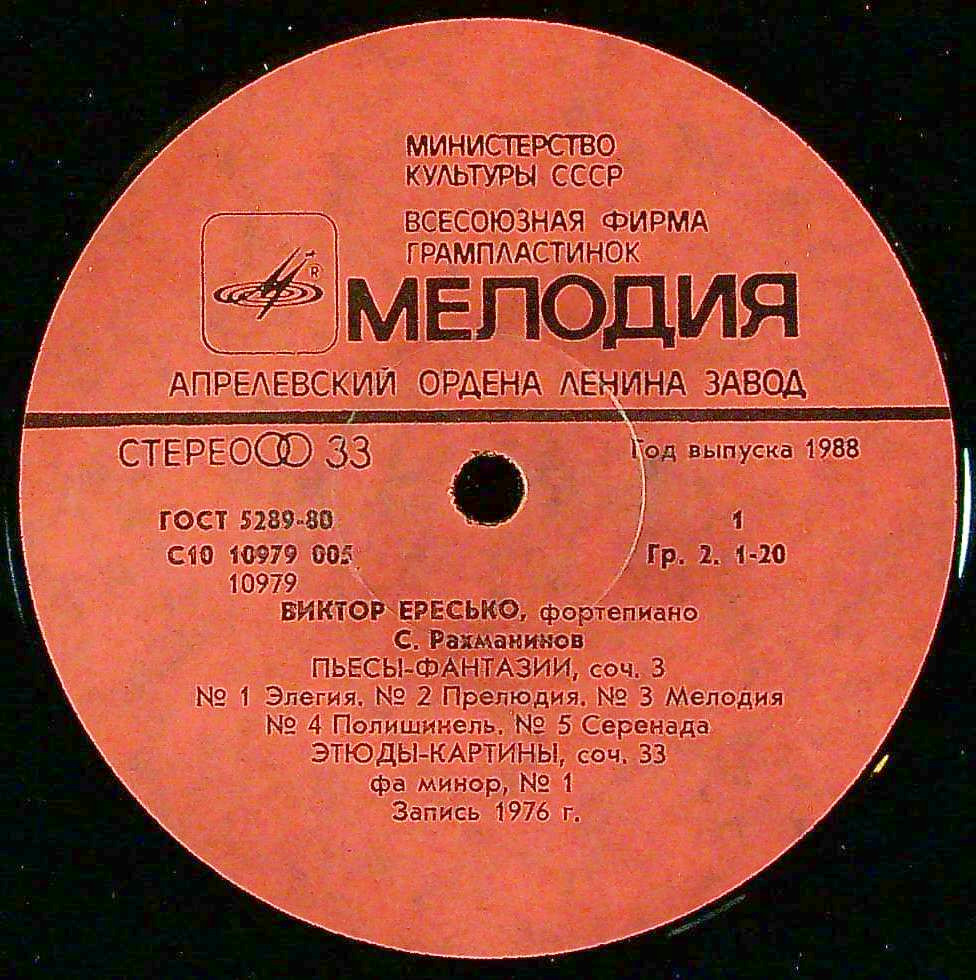 МИНИСТЕРСТВО
КУЛЬТУРЫ СССР
ВСЕСОЮЗНАЯ ФИРМА
ГРАМПЛАСТИНОК
R
МЕЛОДИЯ
АПРЕЛЕВСКИЙ ОРДЕНА ЛЕНИНА ЗАВОД
СТЕРЕО 33 Год выпуска 1988
ГОСТ 5289-80 1
С10 10979 005 Гр. 2. 1-20
10979
ВИКТОР ЕРЕСЬКО, фортепиано
С. Рахманинов
ПЬЕСЫ-ФАНТАЗИИ, соч. 3
№ 1 Элегия. № 2 Прелюдия. № 3 Мелодия
№ 4 Полишинель. № 5 Серенада
ЭТЮДЫ-КАРТИНЫ, соч. 33
фа минор, № 1
Запись 1976 г.